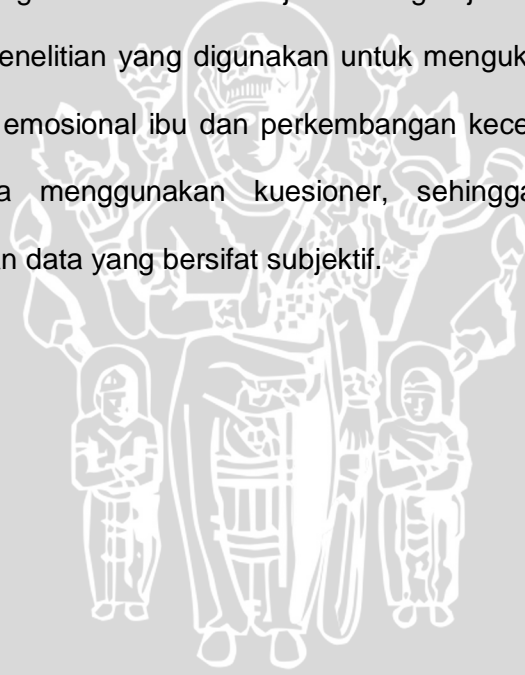 enelitian yang digunakan untuk menguk
emosional ibu dan perkembangan kece
a menggunakan kuesioner, sehingga
n data yang bersifat subjektif.